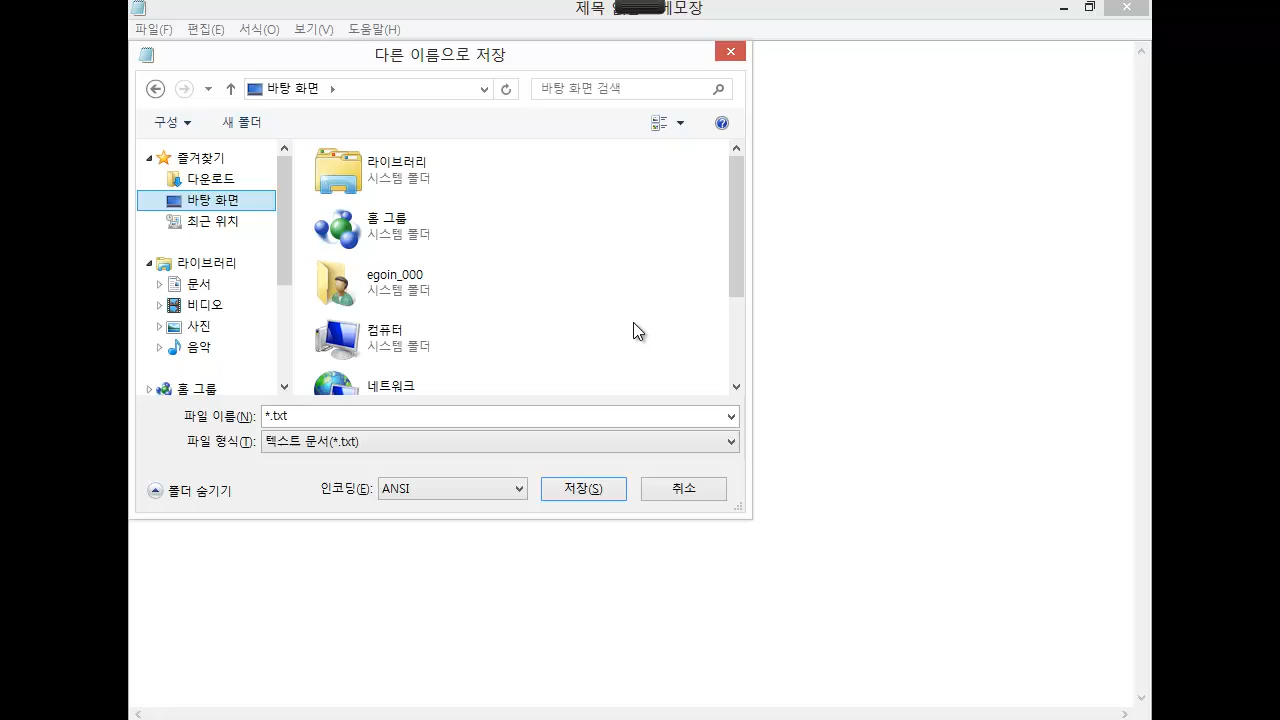 제목 없 메모장
파일(F) 편집(E) 서식(O) 보기(V) 도움말(H)
다른 이름으로 저장
바탕 화면
바탕 화면 검색
구성 새 폴더
즐겨찾기
다운로드
바탕 화면
최근 위치
라이브러리
문서
비디오
사진
음악
홈 그룹
라이브러리
시스템 폴더
홈 그룹
시스템 폴더
egoin_000
시스템 폴더
컴퓨터
시스템 폴더
네트워크
파일 이름(N): *.txt
파일 형식(T): 텍스트 문서(*.txt)
폴더 숨기기 인코딩(E): ANSI 저장(S) 취소